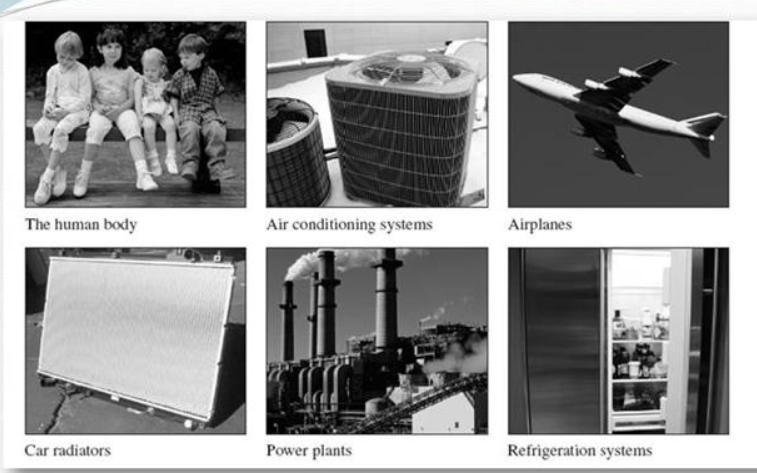 The human body
Air conditioning systems
Airplanes
Car radiators
Power plants
Refrigeration systems